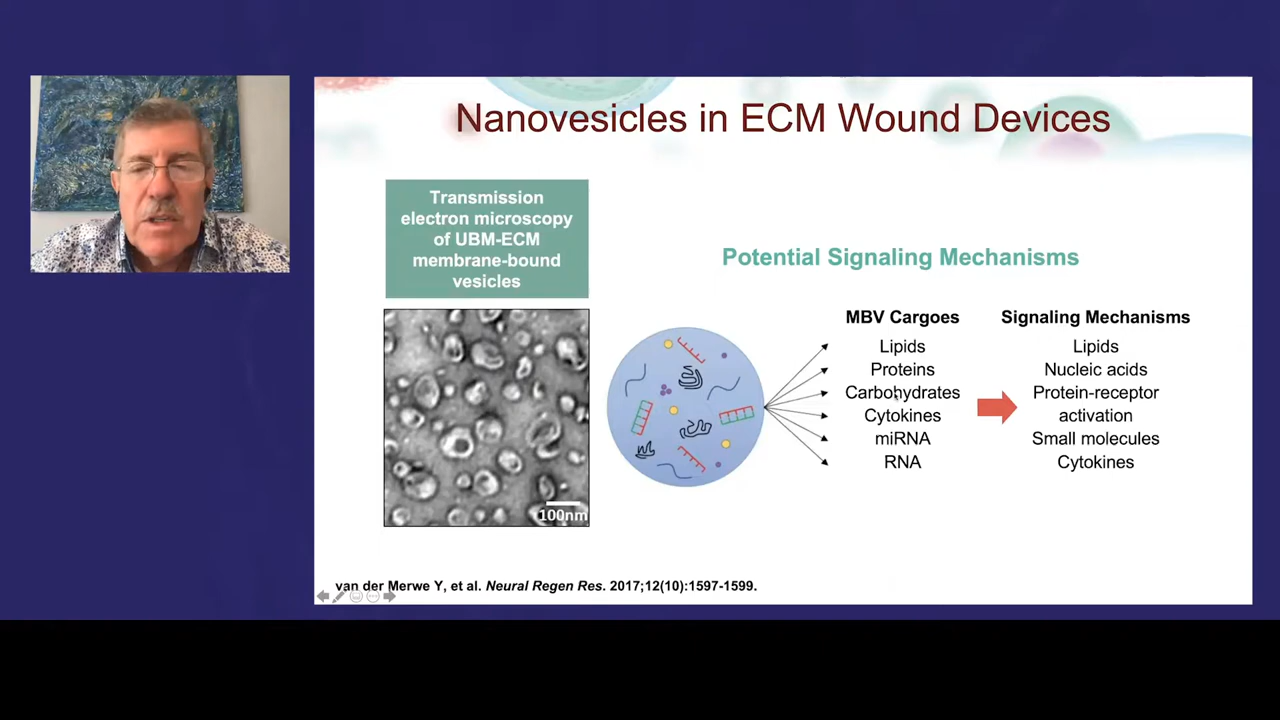 Nanovesicles in ECM Wound Devices
Transmission
electron microscopy
of UBM-ECM
membrane-bound
vesicles
100nm
Potential Signaling Mechanisms
MBV Cargoes
Lipids
Proteins
Carbohydrates
Cytokines
miRNA
RNA
Signaling Mechanisms
Lipids
Nucleic acids
Protein-receptor
activation
Small molecules
Cytokines
van der Merwe Y, et al. Neural Regen Res. 2017;12(10):1597-1599.